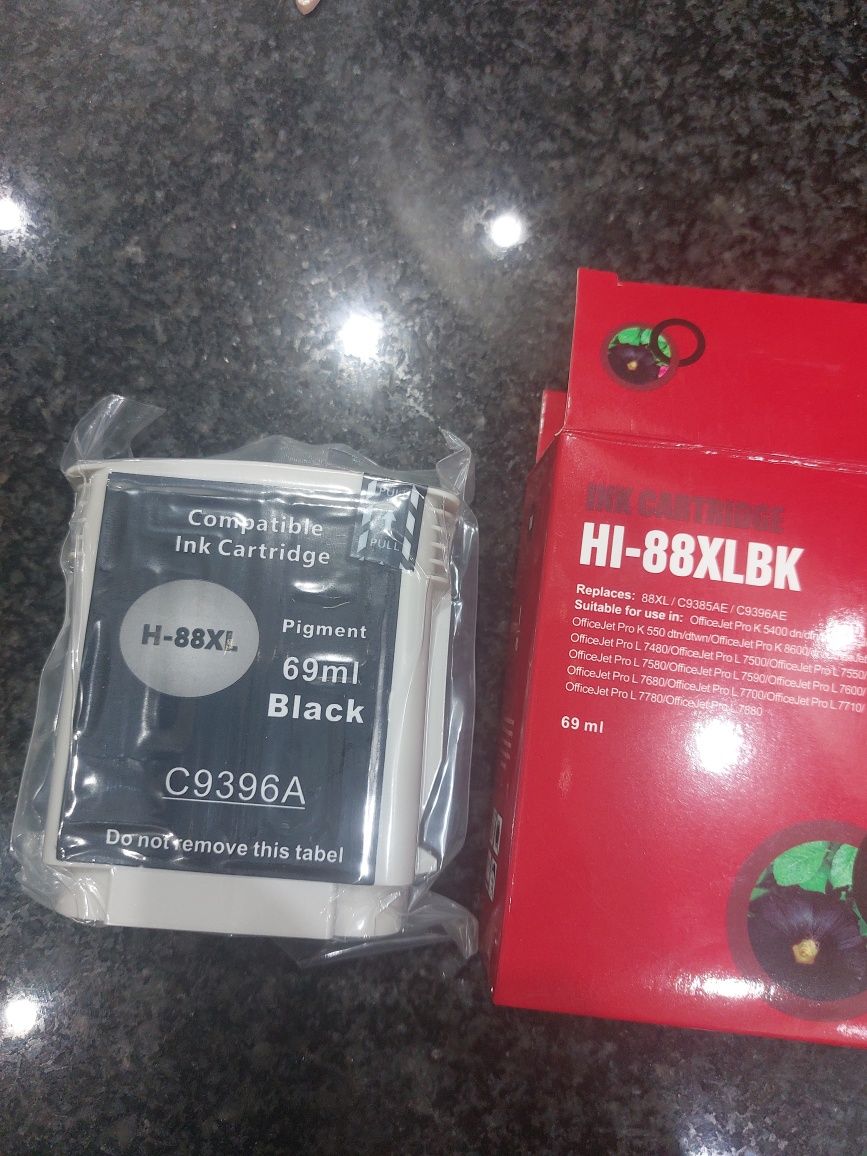 Compatible
Ink Cartridge
PULL
H-88XL
Pigment
69ml
Black
C9396A
Do not remove this tabel
INK CARTRIDGE
HI-88XLBK
Replaces: 88XL / C9385AE / C9396AE
Suitable for use in: OfficeJet Pro K 5400 dn/
OfficeJet Pro K 550 dtn/dtwn/OfficeJet Pro K 8600/
OfficeJet Pro L 7480/OfficeJet Pro L 7500/OfficeJet Pro L 7550/
OfficeJet Pro L 7580/OfficeJet Pro L 7590/OfficeJet Pro L 7600/
OfficeJet Pro L 7680/OfficeJet Pro L 7700/OfficeJet Pro L 7710/
OfficeJet Pro L 7780/OfficeJet Pro L 7880
69 ml